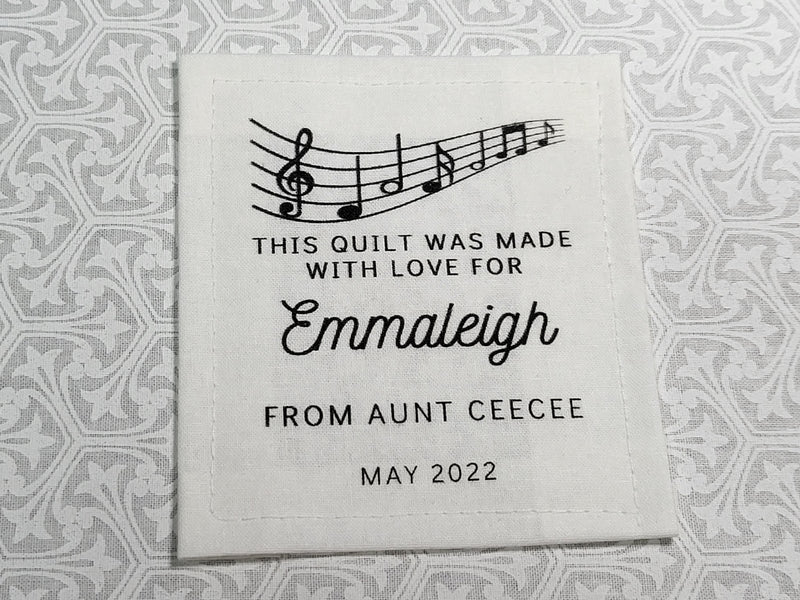 THIS QUILT WAS MADE
WITH LOVE FOR
Emmaleigh
FROM AUNT CEECEE
MAY 2022